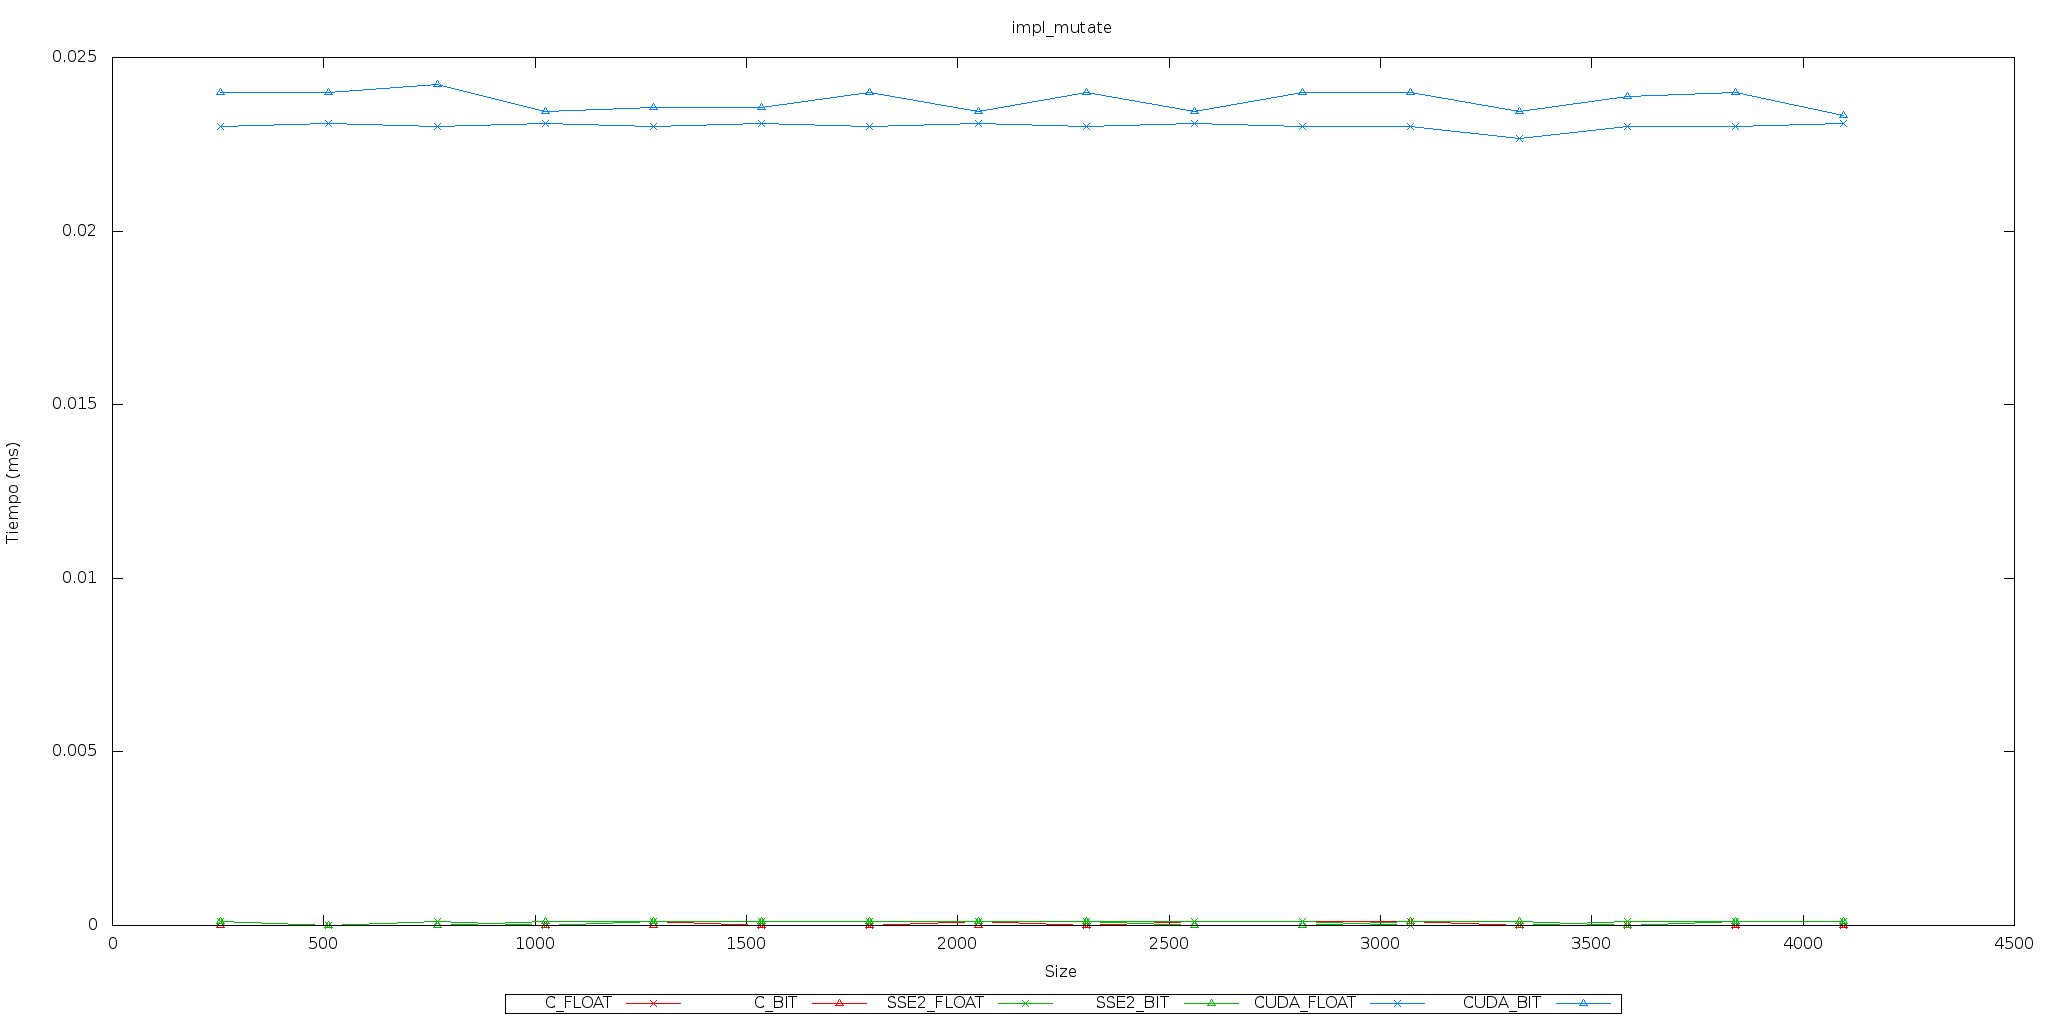 impl_mutate
0.025
0.02
0.015
0.01
0.005
0
Tiempo (ms)
0 500 1000 1500 2000 2500 3000 3500 4000 4500
Size
C_FLOAT C_BIT SSE2_FLOAT SSE2_BIT CUDA_FLOAT CUDA_BIT